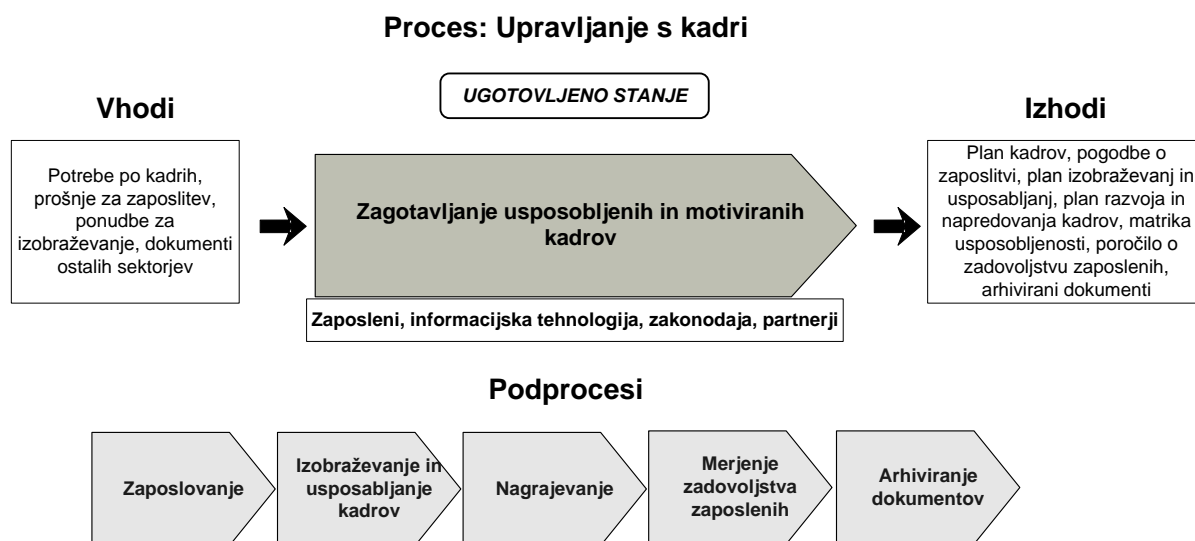 Proces: Upravljanje s kadri
UGOTOVLJENO STANJE
Vhodi
Izhodi
Potrebe po kadrih,
prošnje za zaposlitev,
ponudbe za
izobraževanje, dokumenti
ostalih sektorjev
Zagotavljanje usposobljenih in motiviranih
kadrov
Plan kadrov, pogodbe o
zaposlitvi, plan izobraževanj in
usposabljanj, plan razvoja in
napredovanja kadrov, matrika
usposobljenosti, poročilo o
zadovoljstvu zaposlenih,
arhivirani dokumenti
Zaposleni, informacijska tehnologija, zakonodaja, partnerji
Podprocesi
Zaposlovanje
Izobraževanje in
usposabljanje
kadrov
Nagrajevanje
Merjenje
zadovoljstva
zaposlenih
Arhiviranje
dokumentov